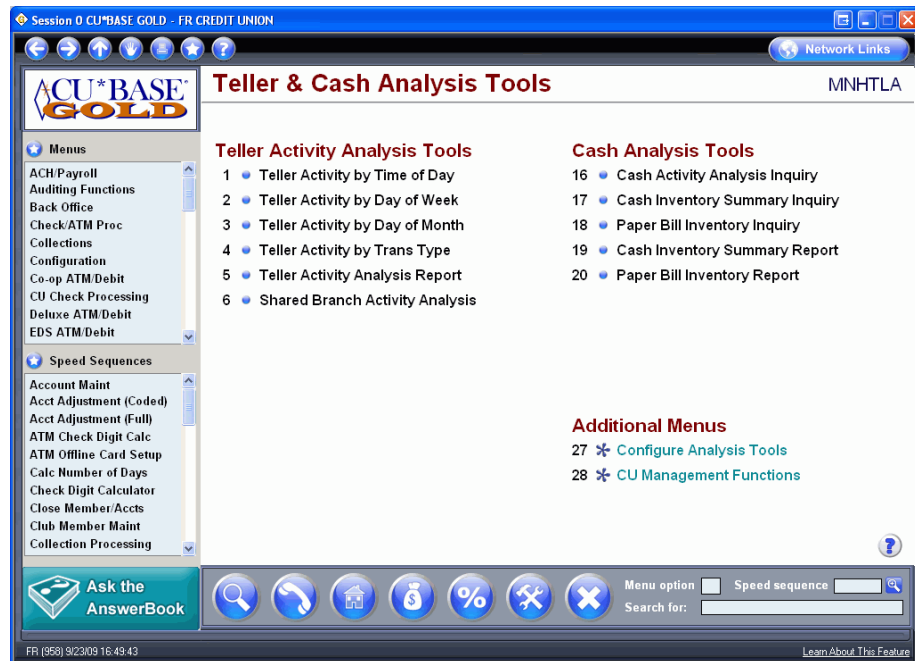 Session 0 CU*BASE GOLD - FR CREDIT UNION
Network Links
CU*BASE
GOLD
Teller & Cash Analysis Tools
MNHTLA
Menus
ACH/Payroll
Auditing Functions
Back Office
Check/ATM Proc
Collections
Configuration
Co-op ATM/Debit
CU Check Processing
Deluxe ATM/Debit
EDS ATM/Debit
Speed Sequences
Account Maint
Acct Adjustment (Coded)
Acct Adjustment (Full)
ATM Check Digit Calc
ATM Offline Card Setup
Calc Number of Days
Check Digit Calculator
Close Member/Accts
Club Member Maint
Collection Processing
Ask the
AnswerBook
Teller Activity Analysis Tools
1 Teller Activity by Time of Day
2 Teller Activity by Day of Week
3 Teller Activity by Day of Month
4 Teller Activity by Trans Type
5 Teller Activity Analysis Report
6 Shared Branch Activity Analysis
Cash Analysis Tools
16 Cash Activity Analysis Inquiry
17 Cash Inventory Summary Inquiry
18 Paper Bill Inventory Inquiry
19 Cash Inventory Summary Report
20 Paper Bill Inventory Report
Additional Menus
27 Configure Analysis Tools
28 CU Management Functions
Menu option Speed sequence
Search for:
FR (958) 9/23/09 16:49:43
Learn About This Feature